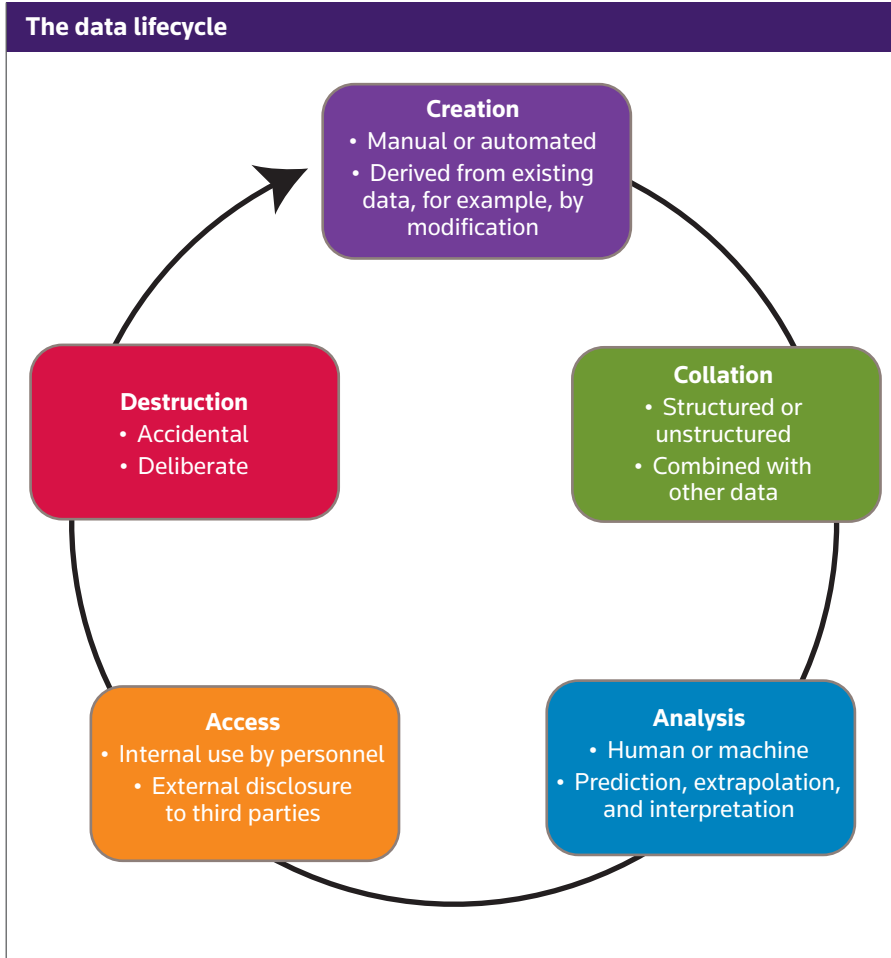 The data lifecycle
Creation
• Manual or automated
• Derived from existing
data, for example, by
modification
Collation
• Structured or
unstructured
• Combined with
other data
Analysis
• Human or machine
• Prediction, extrapolation,
and interpretation
Access
• Internal use by personnel
• External disclosure
to third parties
Destruction
• Accidental
• Deliberate